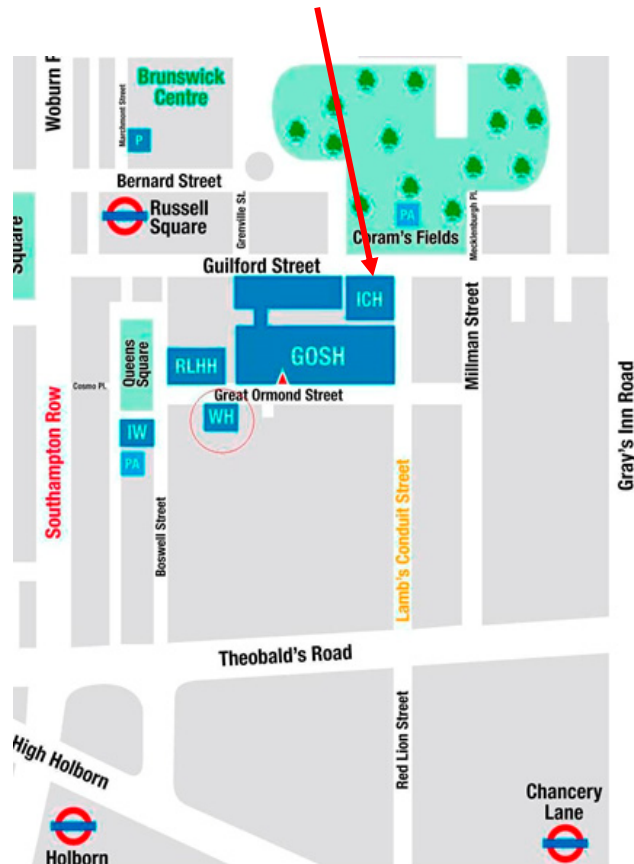 Woburn P
Marchmont Street
Brunswick
Centre
P
Bernard Street
Russell
Square
Grenville St.
PA
Coram's Fields
Mecklenburgh Pl.
Square
Guilford Street
ICH
Queens
Square
RLHH
GOSH
Millman Street
Cosmo Pl.
Great Ormond Street
WH
IW
PA
Southampton Row
Boswell Street
Lamb's Conduit Street
Gray's Inn Road
Theobald's Road
Red Lion Street
High Holborn
Holborn
Chancery
Lane